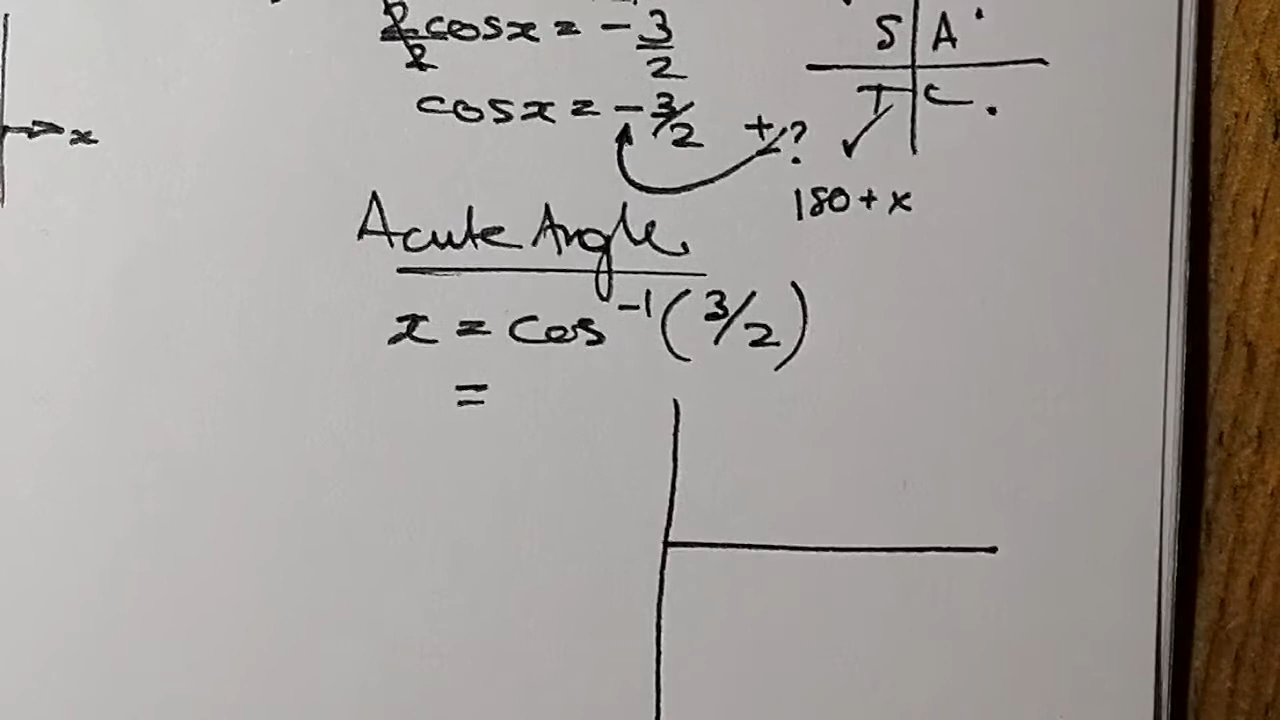 2cosx = -3/2
2
S A
cosx = -3/2
T C
+/- ?
x
180 + x
Acute Angle
x = cos⁻¹(3/2)
=